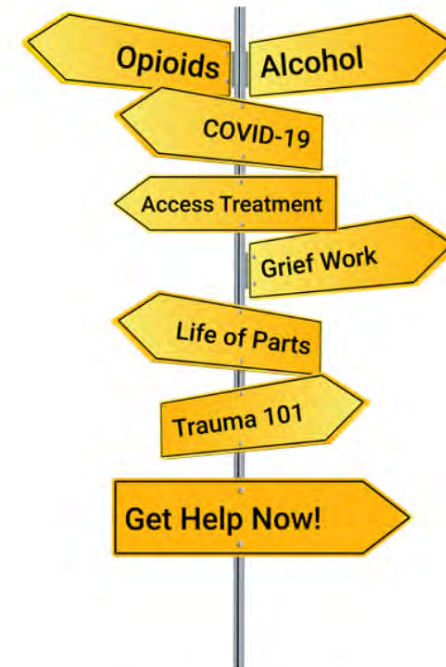 Opioids
Alcohol
COVID-19
Access Treatment
Grief Work
Life of Parts
Trauma 101
Get Help Now!